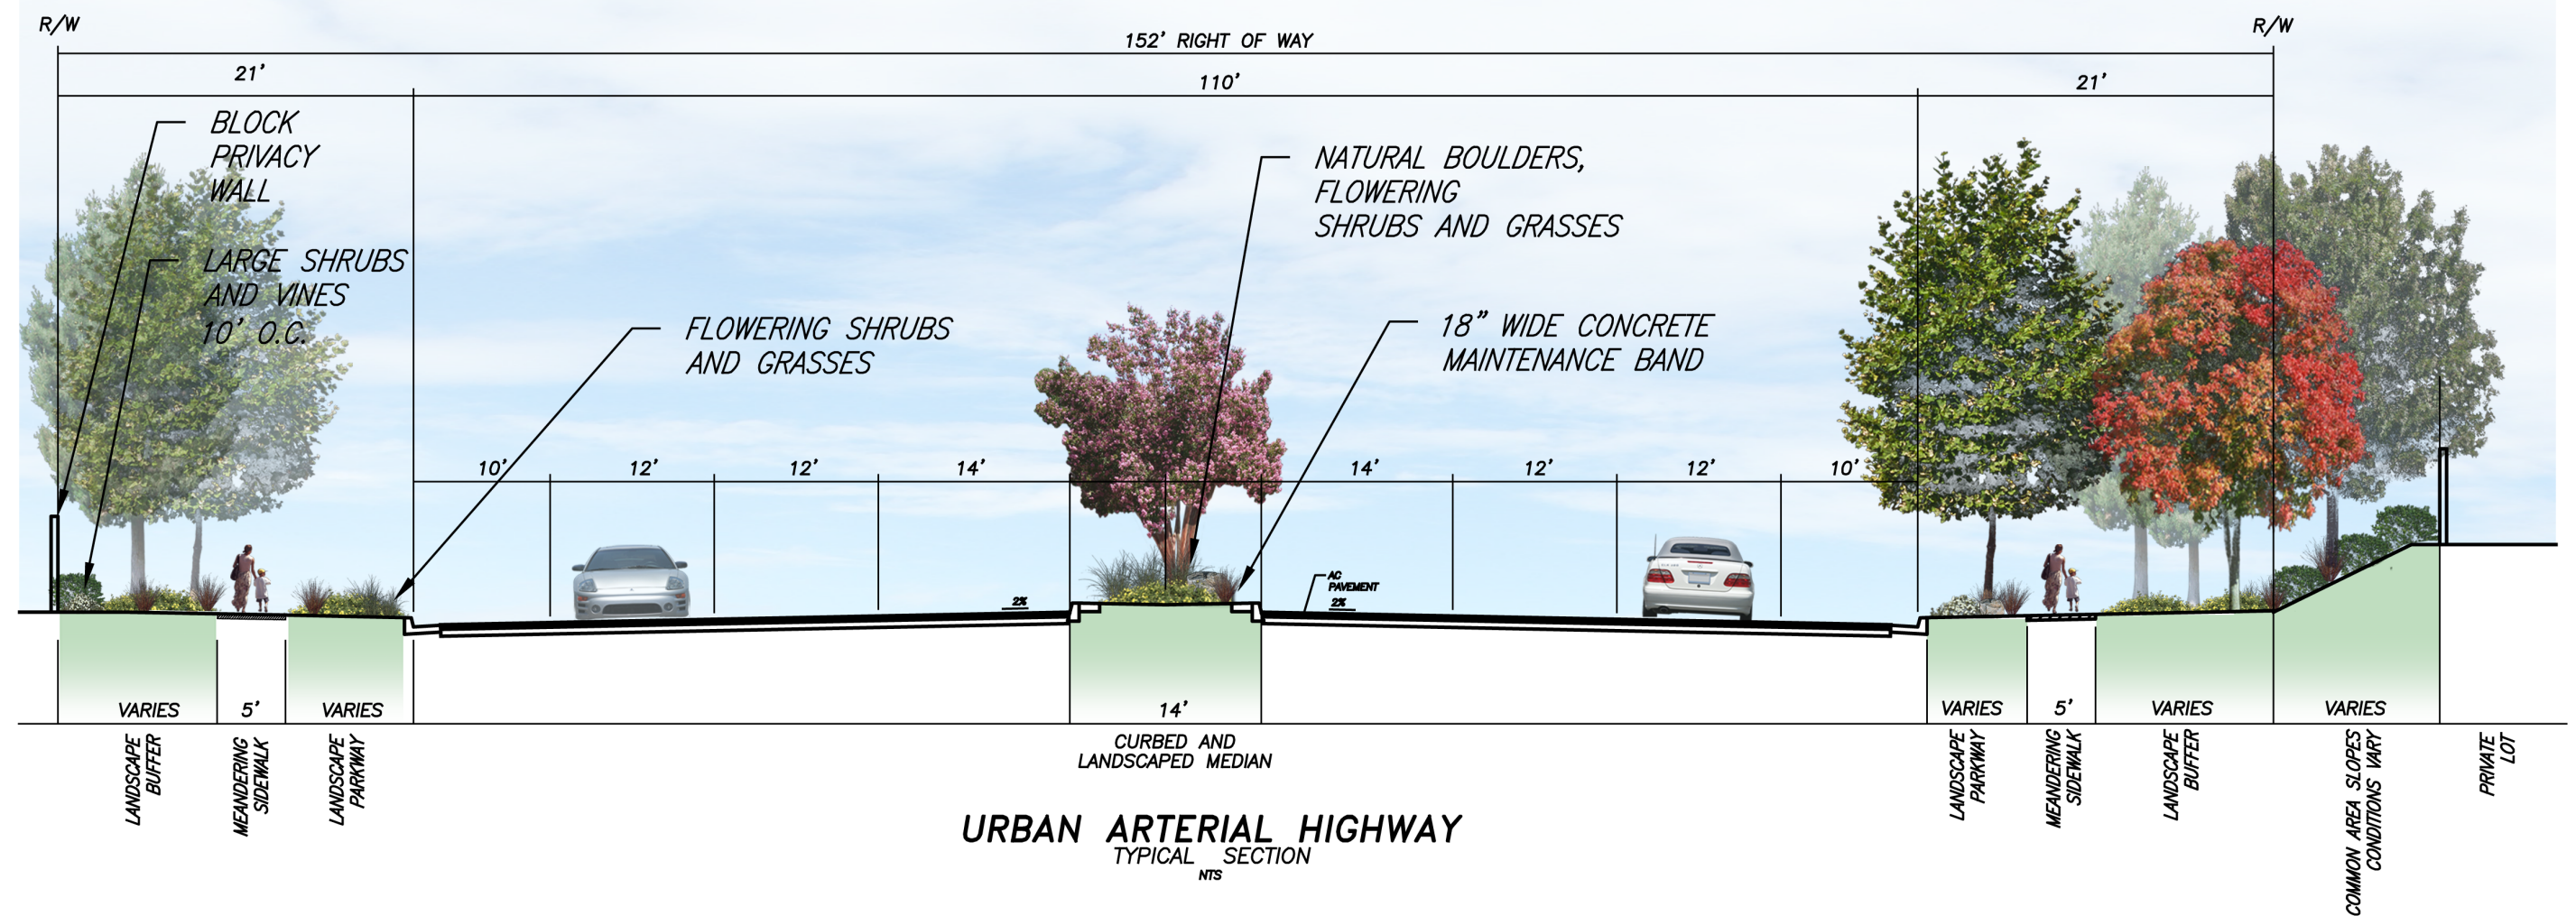 R/W
R/W
152' RIGHT OF WAY
21'
110'
21'
BLOCK
PRIVACY
WALL
LARGE SHRUBS
AND VINES
10' O.C.
FLOWERING SHRUBS
AND GRASSES
NATURAL BOULDERS,
FLOWERING
SHRUBS AND GRASSES
18" WIDE CONCRETE
MAINTENANCE BAND
10'
12'
12'
14'
14'
12'
12'
10'
2%
AC
PAVEMENT
2%
VARIES
5'
VARIES
14'
VARIES
5'
VARIES
VARIES
LANDSCAPE
BUFFER
MEANDERING
SIDEWALK
LANDSCAPE
PARKWAY
CURBED AND
LANDSCAPED MEDIAN
LANDSCAPE
PARKWAY
MEANDERING
SIDEWALK
LANDSCAPE
BUFFER
COMMON AREA SLOPES
CONDITIONS VARY
PRIVATE
LOT
URBAN ARTERIAL HIGHWAY
TYPICAL SECTION
NTS